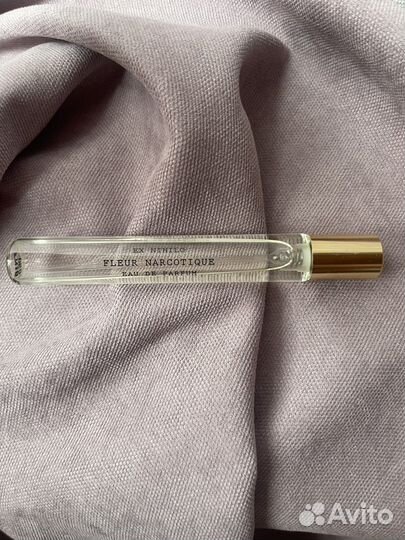 EX NIHILO
FLEUR NARCOTIQUE
EAU DE PARFUM
Avito